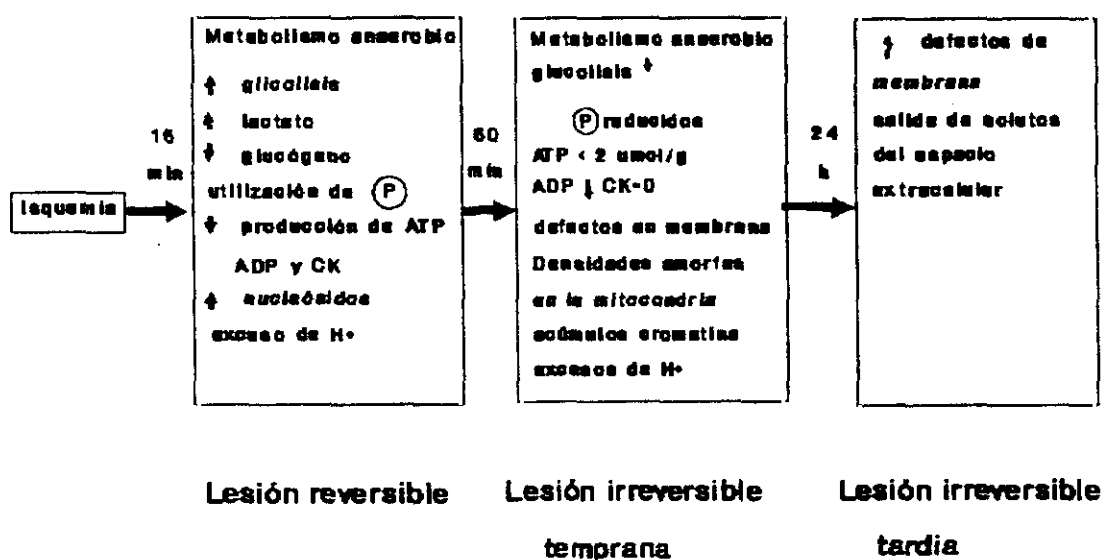 Isquemia
15
min
Metabolismo anaerobio
↑ glicolisis
↑ lactato
↓ glucógeno
utilización de Ⓟ
↓ producción de ATP
ADP y CK
↑ nucleósidos
exceso de H+
60
min
Metabolismo anaerobio
glucolisis ↓
Ⓟ reducidos
ATP < 2 umol/g
ADP ↓ CK=0
defectos en membrana
Densidades amorfas
en la mitocondria
acúmulos cromatina
excesos de H+
24
h
↑ defectos de
membrana
salida de solutos
del espacio
extracelular
Lesión reversible
Lesión irreversible
temprana
Lesión irreversible
tardia